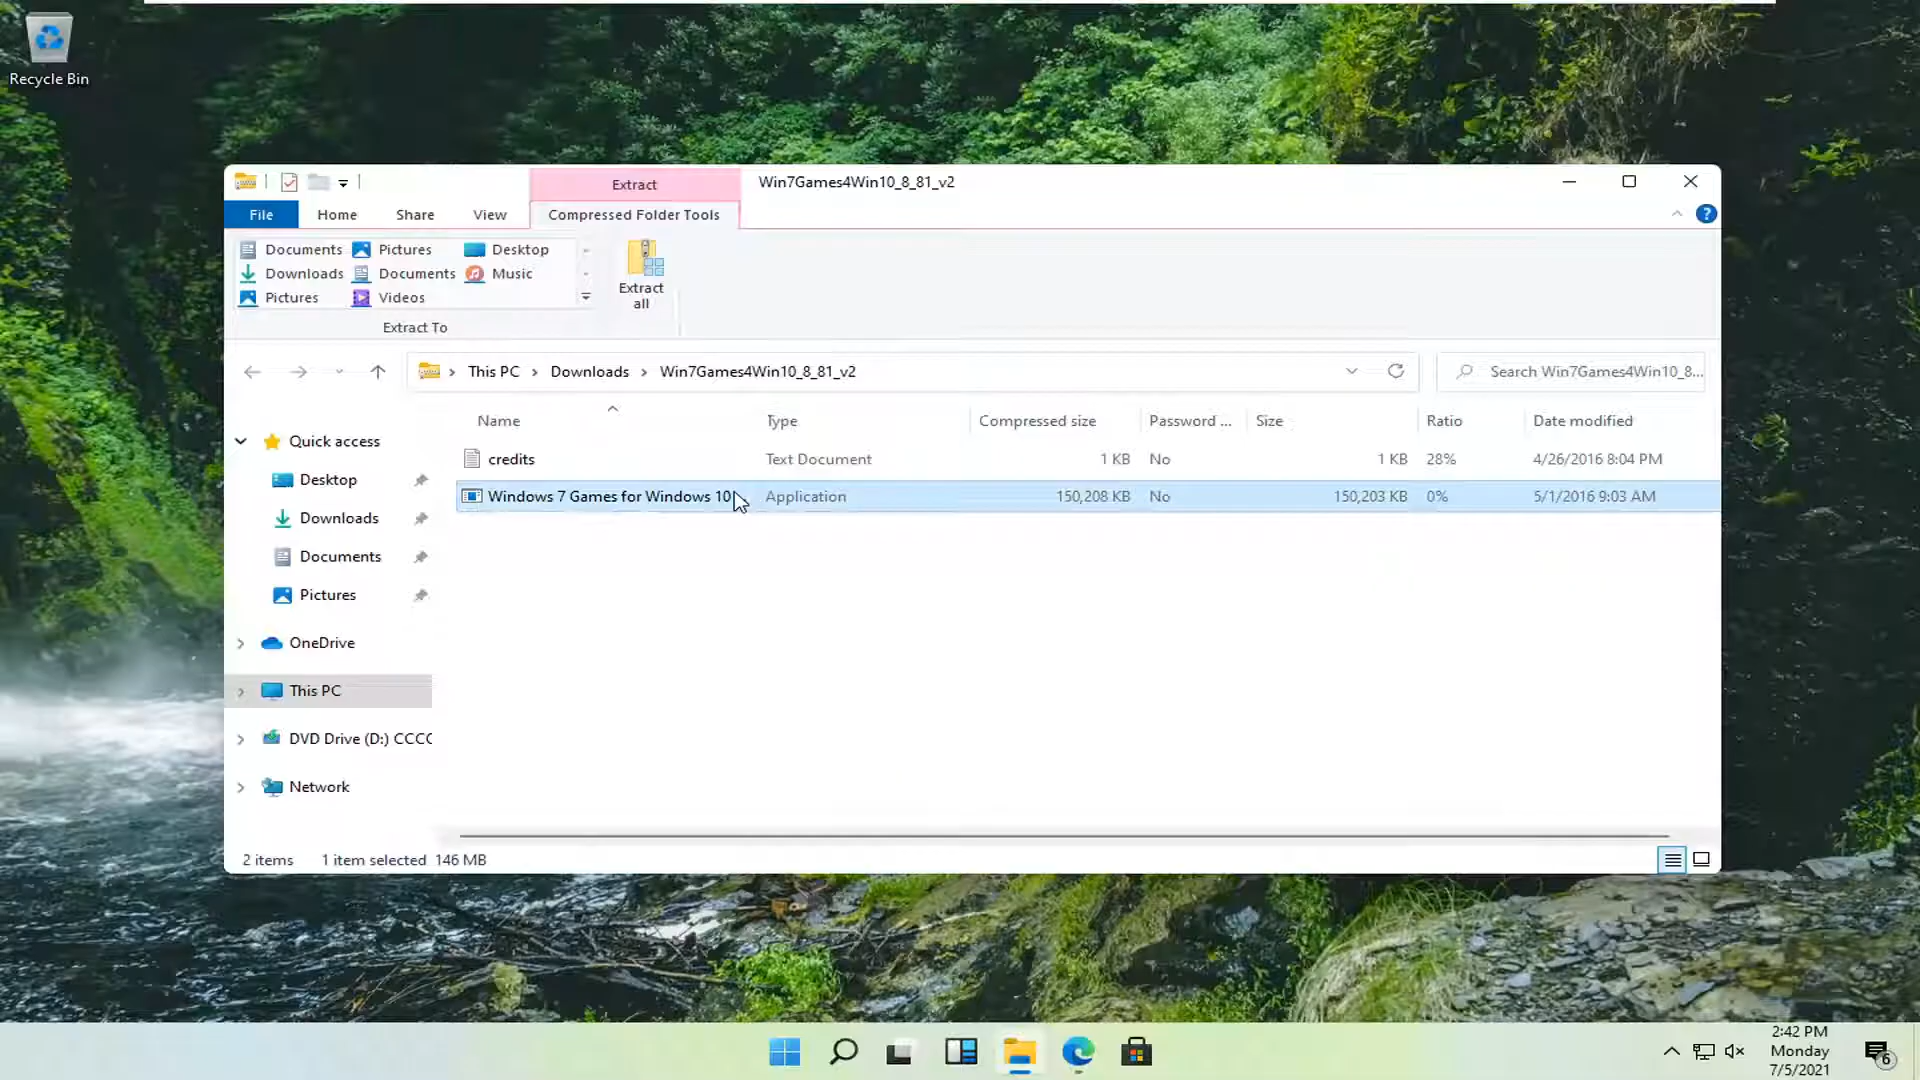 Recycle Bin
Extract
Win7Games4Win10_8_81_v2
File Home Share View Compressed Folder Tools
?
Documents Pictures Desktop
Downloads Documents Music
Pictures Videos
Extract all
Extract To
This PC Downloads Win7Games4Win10_8_81_v2
Search Win7Games4Win10_8...
Name Type Compressed size Password ... Size Ratio Date modified
credits Text Document 1 KB No 1 KB 28% 4/26/2016 8:04 PM
Windows 7 Games for Windows 10 Application 150,208 KB No 150,203 KB 0% 5/1/2016 9:03 AM
Quick access
Desktop
Downloads
Documents
Pictures
OneDrive
This PC
DVD Drive (D:) CCC
Network
2 items 1 item selected 146 MB
2:42 PM
Monday
7/5/2021
6